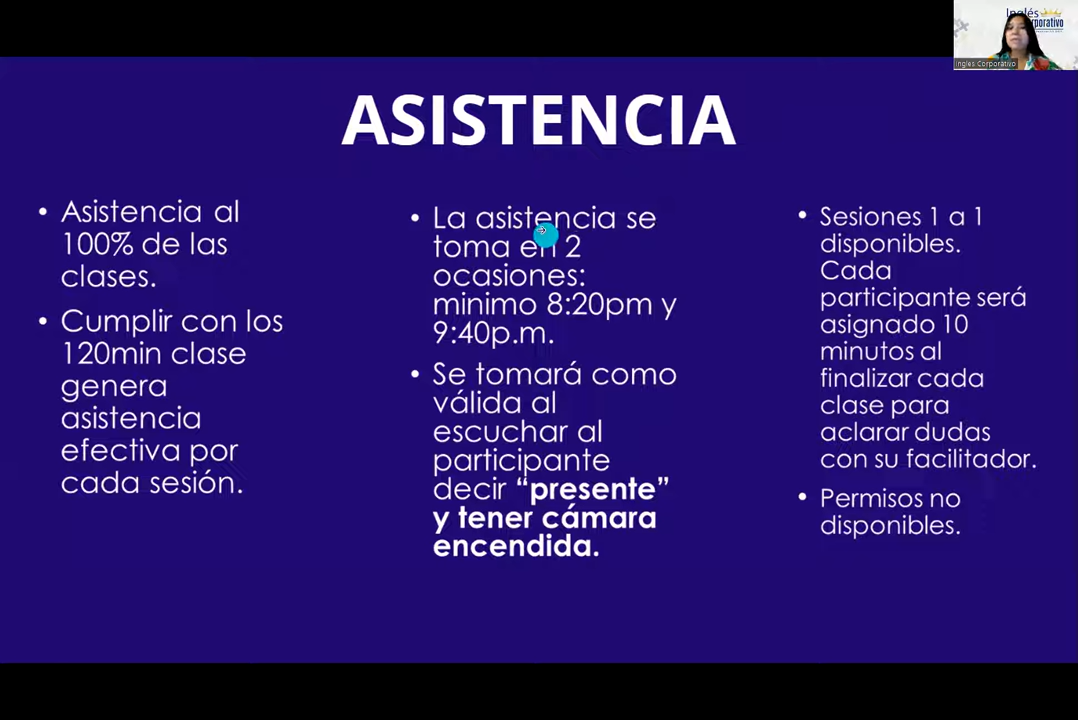 Inglés
Corporativo
Ingles Corporativo
ASISTENCIA
• Asistencia al
100% de las
clases.
• Cumplir con los
120min clase
genera
asistencia
efectiva por
cada sesión.
• La asistencia se
toma en 2
ocasiones:
minimo 8:20pm y
9:40p.m.
• Se tomará como
válida al
escuchar al
participante
decir “presente”
y tener cámara
encendida.
• Sesiones 1 a 1
disponibles.
Cada
participante será
asignado 10
minutos al
finalizar cada
clase para
aclarar dudas
con su facilitador.
• Permisos no
disponibles.